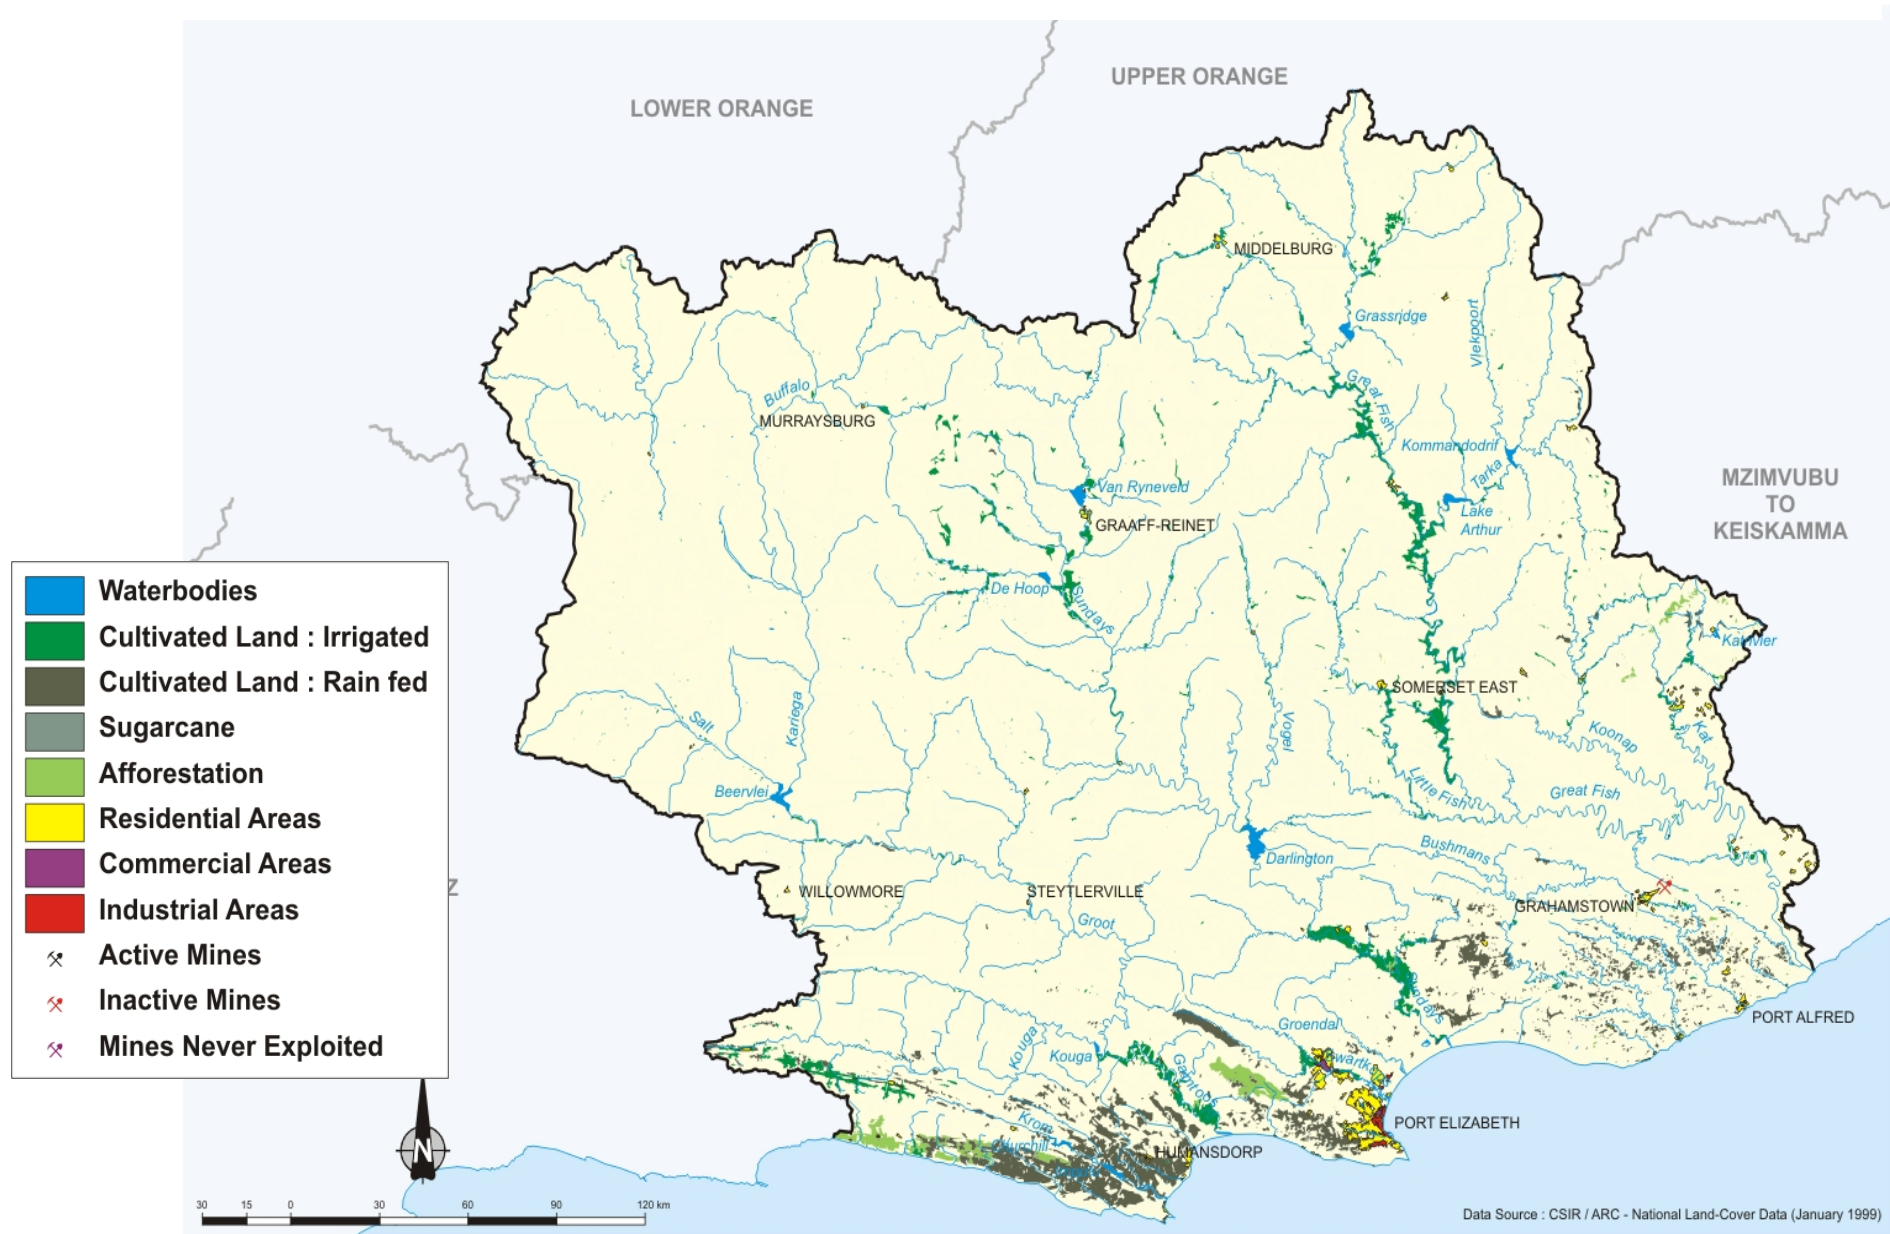 UPPER ORANGE
LOWER ORANGE
MIDDELBURG
Grassridge
Vlekpoort
Great Fish
Buffalo
MURRAYSBURG
Kommandodrif
Tarka
Van Ryneveld
Lake
Arthur
GRAAFF-REINET
MZIMVUBU
TO
KEISKAMMA
De Hoop
Sundays
SOMERSET EAST
Salt
Kariega
Vogel
Koonap
Kat
Beervlei
Little Fish
Great Fish
Darlington
Bushmans
Z
WILLOWMORE
STEYTLERVILLE
GRAHAMSTOWN
Groot
PORT ALFRED
Groendal
Kouga
Kouga
Gamtoos
PORT ELIZABETH
Krom
HUMANSDORP
Waterbodies
Cultivated Land : Irrigated
Cultivated Land : Rain fed
Sugarcane
Afforestation
Residential Areas
Commercial Areas
Industrial Areas
Active Mines
Inactive Mines
Mines Never Exploited
N
30 15 0 30 60 90 120 km
Data Source : CSIR / ARC - National Land-Cover Data (January 1999)